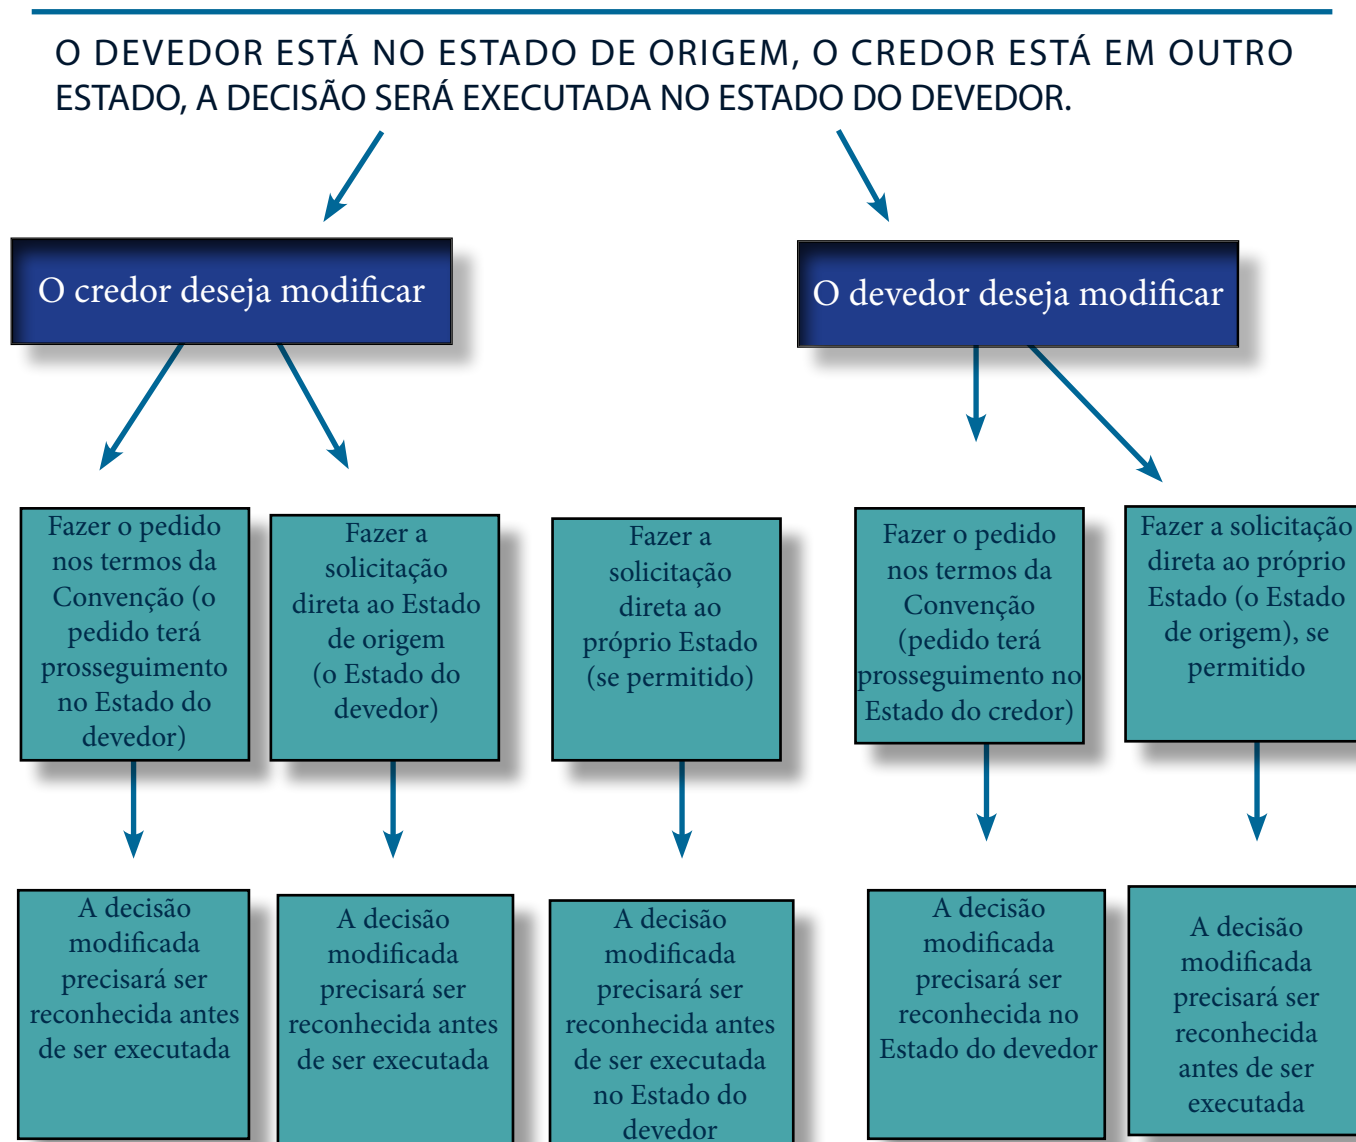 O DEVEDOR ESTÁ NO ESTADO DE ORIGEM, O CREDOR ESTÁ EM OUTRO
ESTADO, A DECISÃO SERÁ EXECUTADA NO ESTADO DO DEVEDOR.
O credor deseja modificar
O devedor deseja modificar
Fazer o pedido
nos termos da
Convenção (o
pedido terá
prosseguimento
no Estado do
devedor)
Fazer a
solicitação
direta ao Estado
de origem
(o Estado do
devedor)
Fazer a
solicitação
direta ao
próprio Estado
(se permitido)
Fazer o pedido
nos termos da
Convenção
(pedido terá
prosseguimento no
Estado do credor)
Fazer a solicitação
direta ao próprio
Estado (o Estado
de origem), se
permitido
A decisão
modificada
precisará ser
reconhecida antes
de ser executada
A decisão
modificada
precisará ser
reconhecida antes
de ser executada
A decisão
modificada
precisará ser
reconhecida antes
de ser executada
no Estado do
devedor
A decisão
modificada
precisará ser
reconhecida no
Estado do devedor
A decisão
modificada
precisará ser
reconhecida
antes de ser
executada